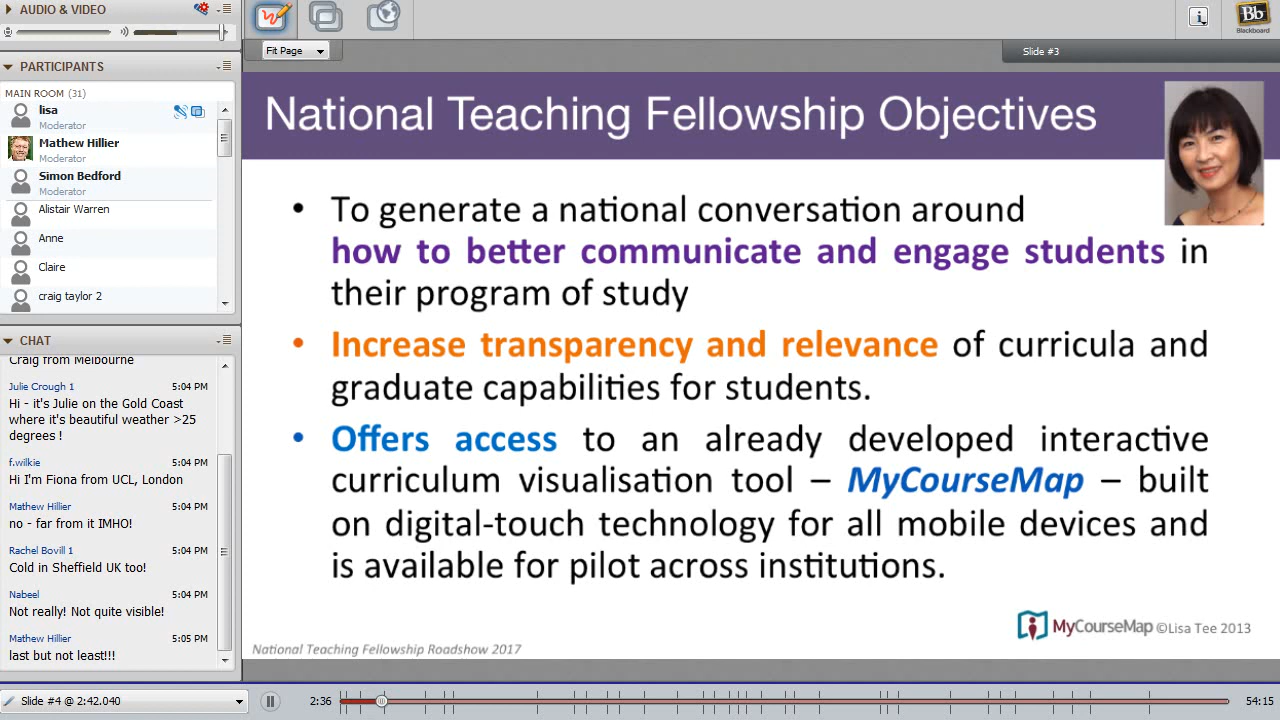 AUDIO & VIDEO
PARTICIPANTS
MAIN ROOM (31)
lisa
Moderator
Mathew Hillier
Moderator
Simon Bedford
Moderator
Alistair Warren
Anne
Claire
craig taylor 2
CHAT
Craig from Melbourne
Julie Crough 1 5:04 PM
Hi - it's Julie on the Gold Coast
where it's beautiful weather >25
degrees !
f.wilkie 5:04 PM
Hi I'm Fiona from UCL, London
Mathew Hillier 5:04 PM
no - far from it IMHO!
Rachel Bovill 1 5:04 PM
Cold in Sheffield UK too!
Nabeel 5:04 PM
Not really! Not quite visible!
Mathew Hillier 5:05 PM
last but not least!!!
Slide #4 @ 2:42.040
Fit Page
Slide #3
i
Bb
Blackboard
National Teaching Fellowship Objectives
• To generate a national conversation around
how to better communicate and engage students in
their program of study
• Increase transparency and relevance of curricula and
graduate capabilities for students.
• Offers access to an already developed interactive
curriculum visualisation tool – MyCourseMap – built
on digital-touch technology for all mobile devices and
is available for pilot across institutions.
MyCourseMap ©Lisa Tee 2013
National Teaching Fellowship Roadshow 2017
2:36
54:15